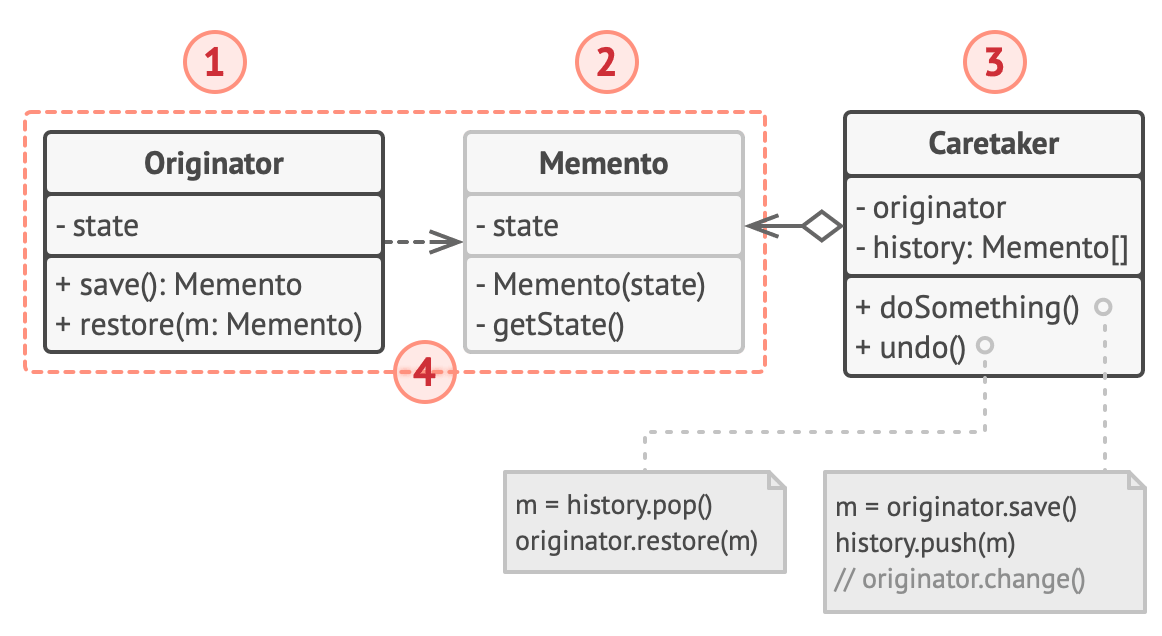 1
2
3
Originator
- state
+ save(): Memento
+ restore(m: Memento)
Memento
- state
- Memento(state)
- getState()
Caretaker
- originator
- history: Memento[]
+ doSomething()
+ undo()
4
m = history.pop()
originator.restore(m)
m = originator.save()
history.push(m)
// originator.change()